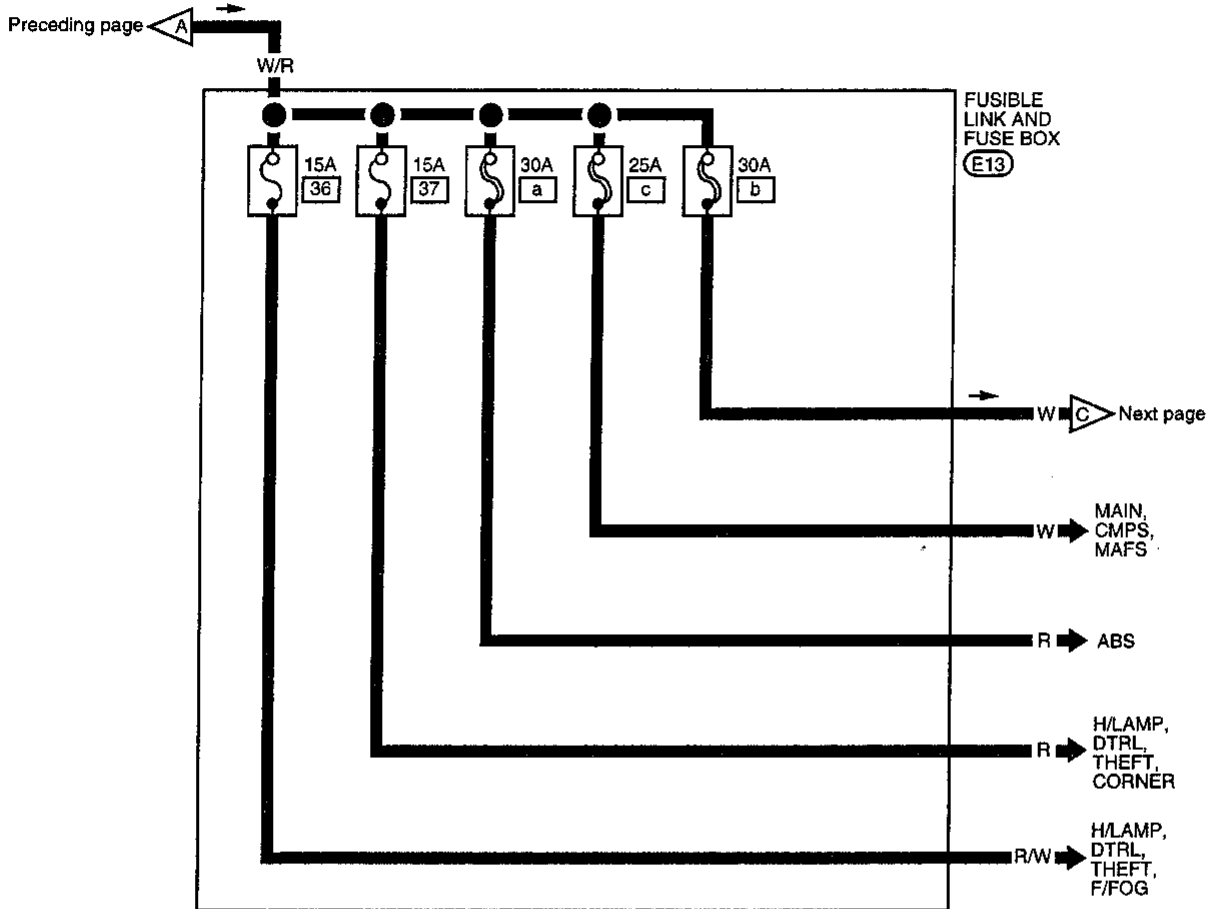 Preceding page
A
W/R
FUSIBLE
LINK AND
FUSE BOX
E13
15A
36
15A
37
30A
a
25A
c
30A
b
W
C
Next page
W
MAIN,
CMPS,
MAFS
R
ABS
R
H/LAMP,
DTRL,
THEFT,
CORNER
R/W
H/LAMP,
DTRL,
THEFT,
F/FOG